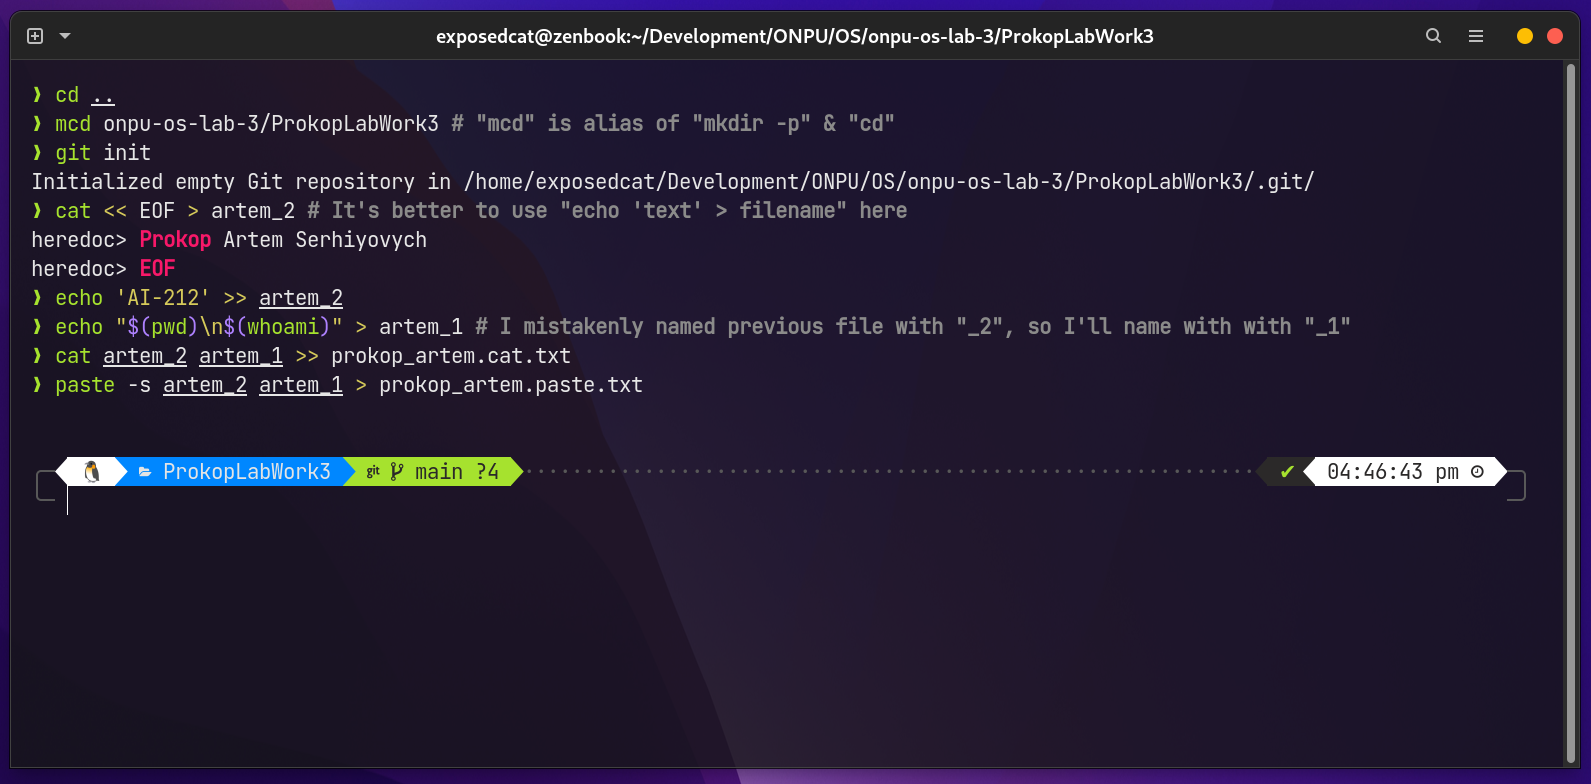 exposedcat@zenbook:~/Development/ONPU/OS/onpu-os-lab-3/ProkopLabWork3
❱ cd ..
❱ mcd onpu-os-lab-3/ProkopLabWork3 # "mcd" is alias of "mkdir -p" & "cd"
❱ git init
Initialized empty Git repository in /home/exposedcat/Development/ONPU/OS/onpu-os-lab-3/ProkopLabWork3/.git/
❱ cat << EOF > artem_2 # It's better to use "echo 'text' > filename" here
heredoc> Prokop Artem Serhiyovych
heredoc> EOF
❱ echo 'AI-212' >> artem_2
❱ echo "$(pwd)\n$(whoami)" > artem_1 # I mistakenly named previous file with "_2", so I'll name with with "_1"
❱ cat artem_2 artem_1 >> prokop_artem.cat.txt
❱ paste -s artem_2 artem_1 > prokop_artem.paste.txt
ProkopLabWork3 git main ?4 ✔ 04:46:43 pm